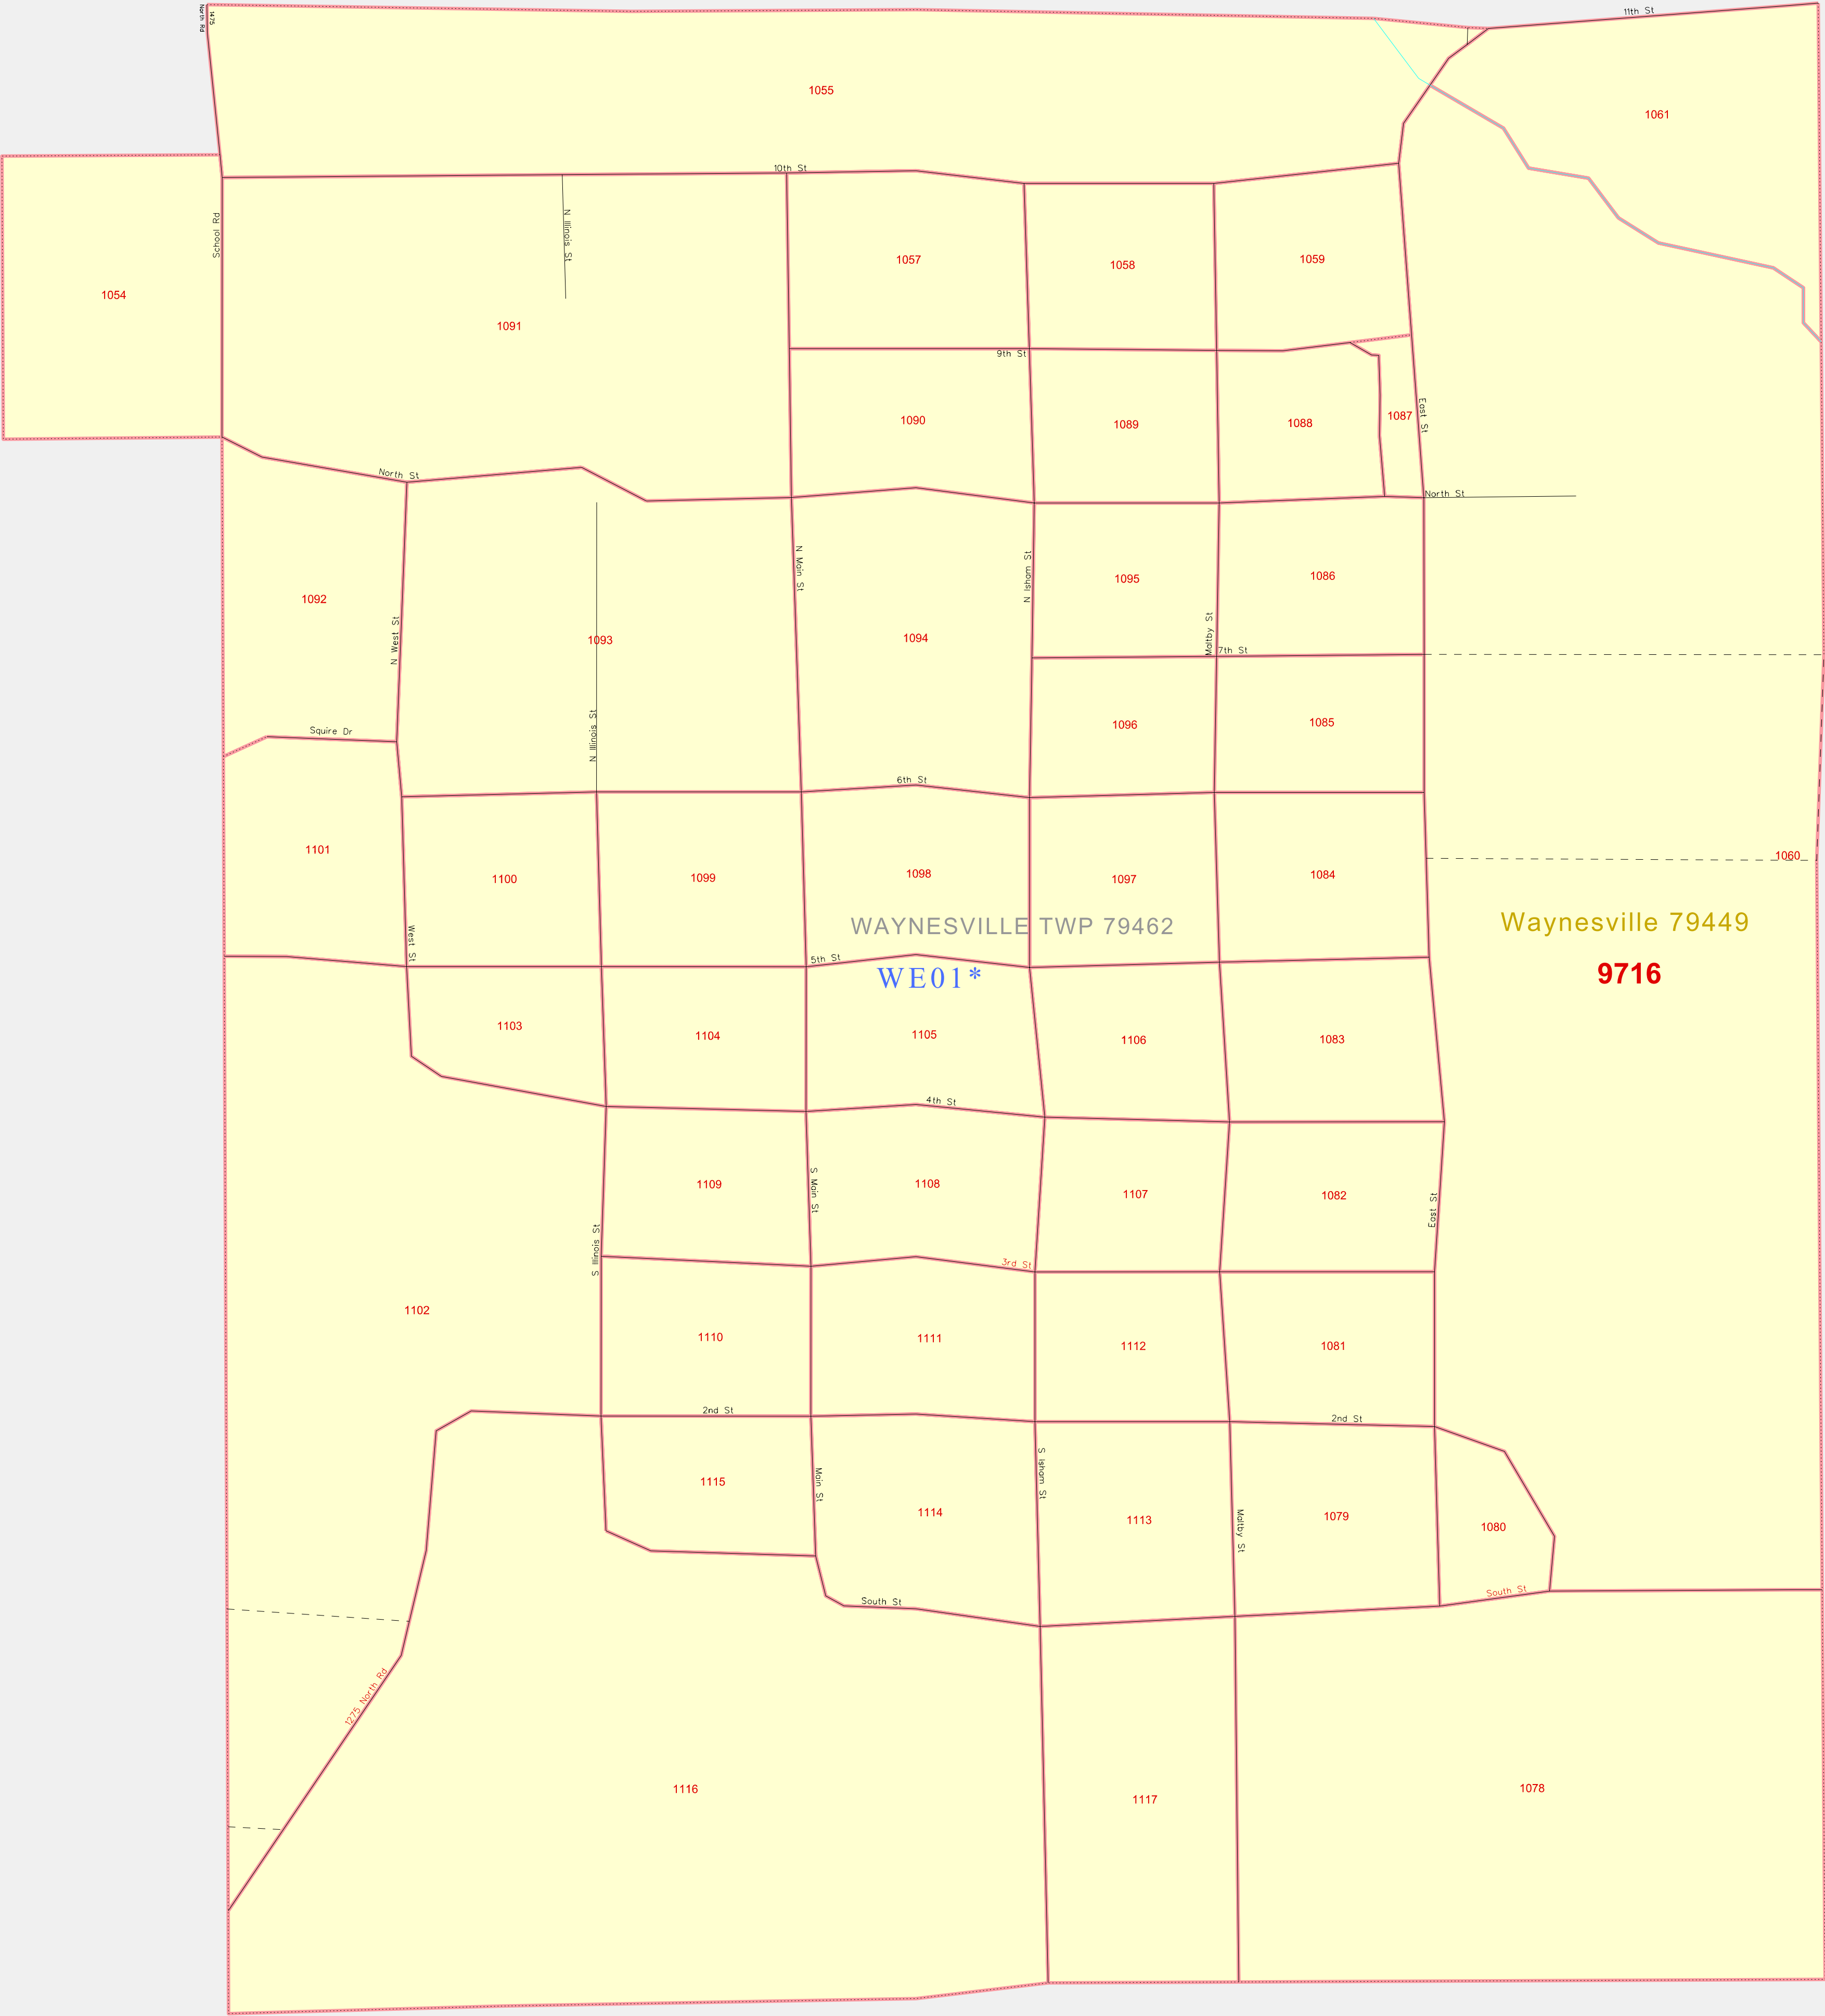 11th St
1475
North Rd
1055
1061
10th St
School Rd
N Illinois St
1057
1058
1059
1054
1091
9th St
1090
1089
1088
1087
East St
North St
North St
N Main St
N Isham St
1095
1086
1092
N West St
1093
1094
Maltby St
7th St
N Illinois St
1096
1085
Squire Dr
6th St
1101
1100
1099
1098
1097
1084
1060
WAYNESVILLE TWP 79462
Waynesville 79449
West St
5th St
WE01*
9716
1103
1104
1105
1106
1083
4th St
1109
1108
1107
1082
S Main St
East St
S Illinois St
3rd St
1102
1110
1111
1112
1081
2nd St
2nd St
1115
Main St
S Isham St
1114
1113
Maltby St
1079
1080
South St
South St
1275 North Rd
1116
1117
1078